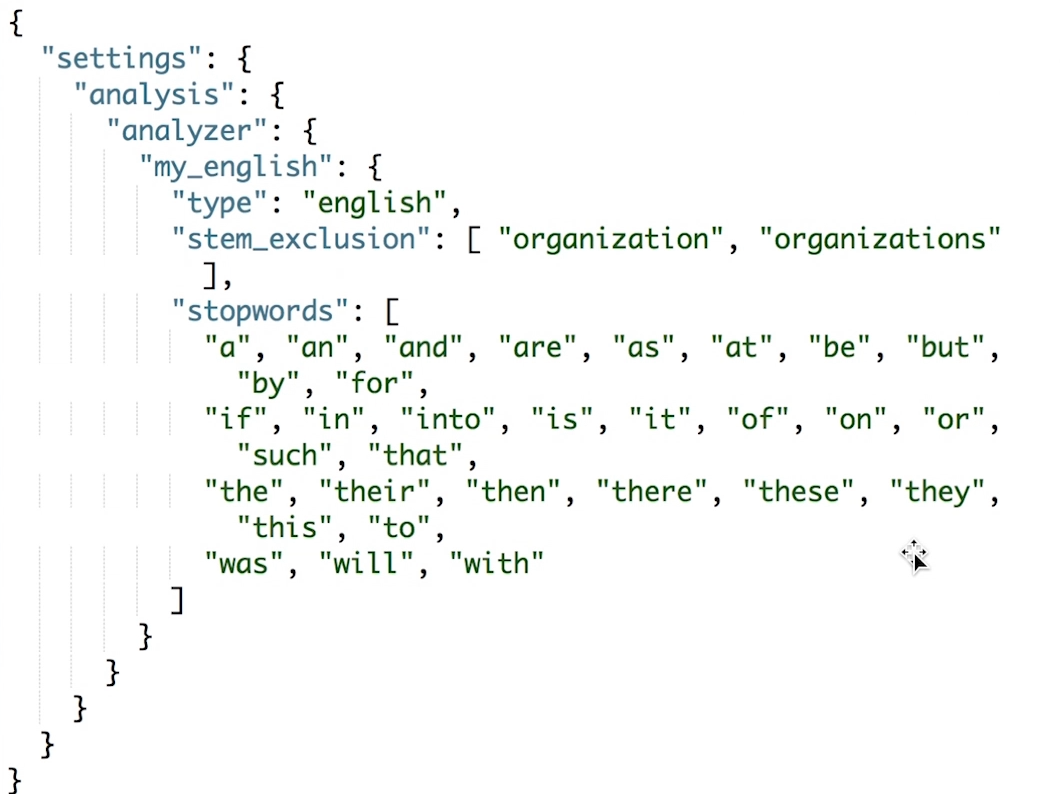 {
"settings": {
"analysis": {
"analyzer": {
"my_english": {
"type": "english",
"stem_exclusion": [ "organization", "organizations"
],
"stopwords": [
"a", "an", "and", "are", "as", "at", "be", "but",
"by", "for",
"if", "in", "into", "is", "it", "of", "on", "or",
"such", "that",
"the", "their", "then", "there", "these", "they",
"this", "to",
"was", "will", "with"
]
}
}
}
}
}